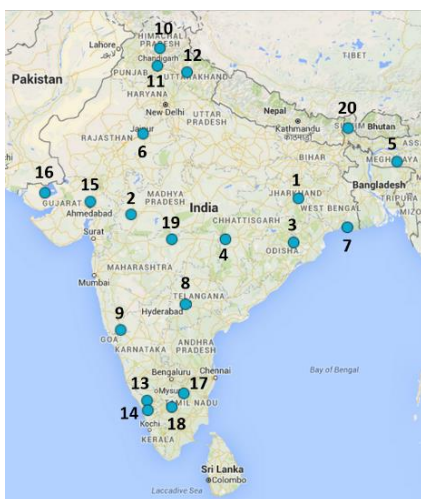 10
HIMACHAL
PRADESH
Lahore
12
Chandigarh
PUNJAB
UTTARAKHAND
11
TIBET
Pakistan
HARYANA
New Delhi
Nepal
20
UTTAR
PRADESH
Kathmandu
Bhutan
Jaipur
RAJASTHAN
5
6
BIHAR
MEGHALAYA
16
1
Bangladesh
15
JHARKHAND
GUJARAT
2
MADHYA
PRADESH
India
WEST BENGAL
TRIPURA
Ahmedabad
19
CHHATTISGARH
3
MIZO
Surat
4
ODISHA
7
MAHARASHTRA
Mumbai
8
TELANGANA
Hyderabad
9
GOA
KARNATAKA
ANDHRA
PRADESH
Bay of Bengal
Bengaluru
Chennai
13
Mysuru
17
TAMIL NADU
14
Kochi
18
KERALA
Sri Lanka
Colombo
Laccadive Sea